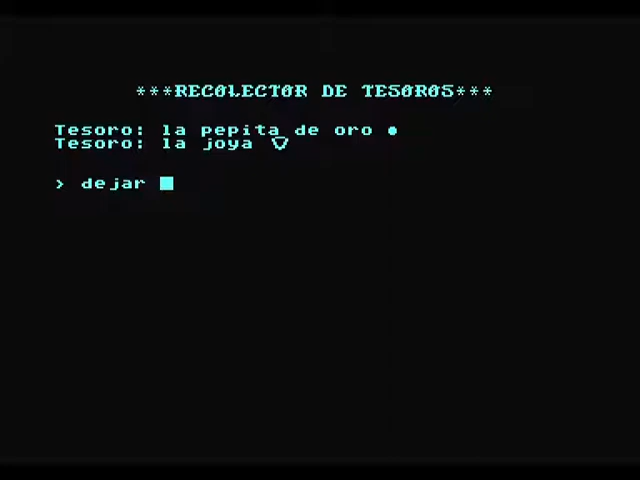 ***RECOLECTOR DE TESOROS***
Tesoro: la pepita de oro
Tesoro: la joya
> dejar